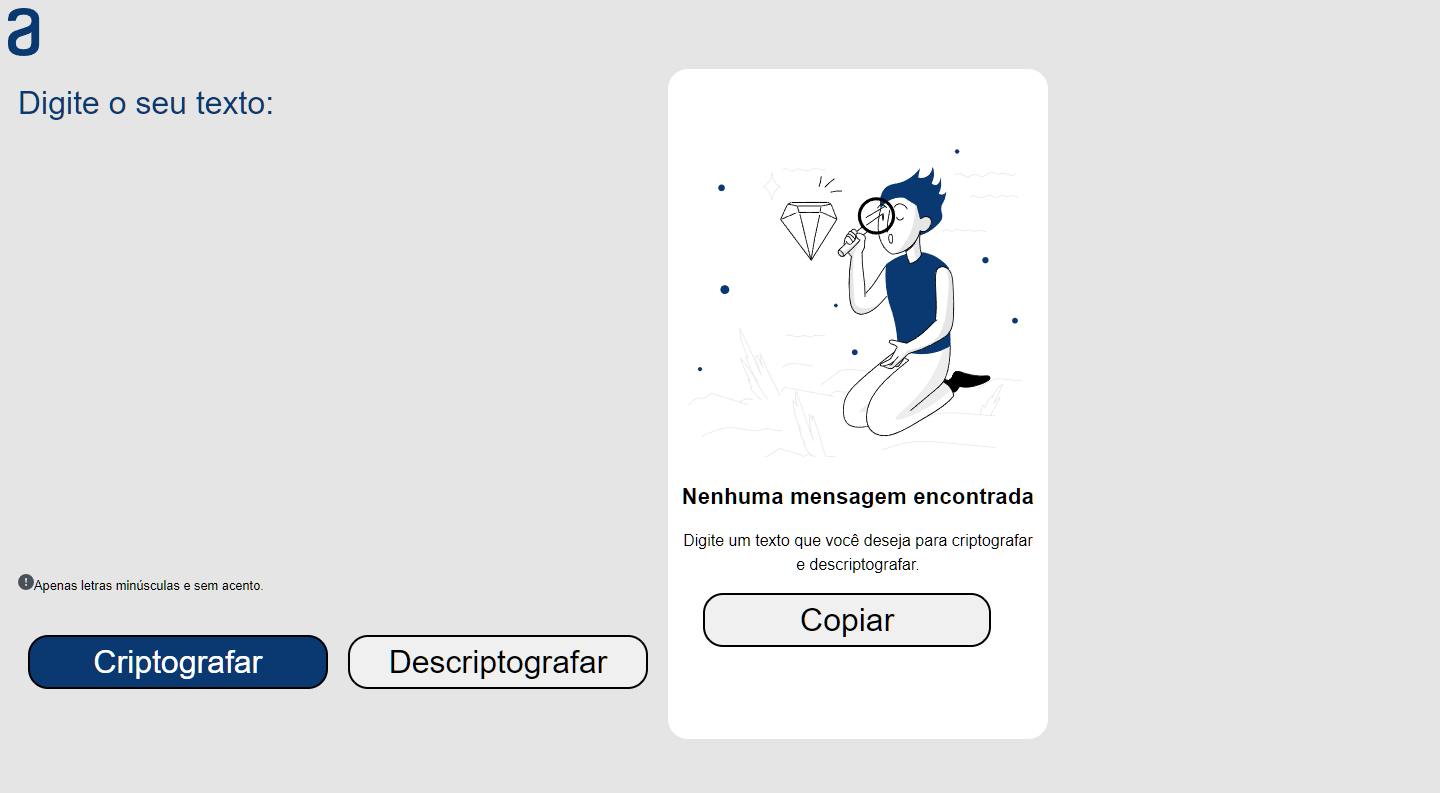 a
Digite o seu texto:
Nenhuma mensagem encontrada
Digite um texto que você deseja para criptografar
e descriptografar.
Copiar
Apenas letras minúsculas e sem acento.
Criptografar
Descriptografar